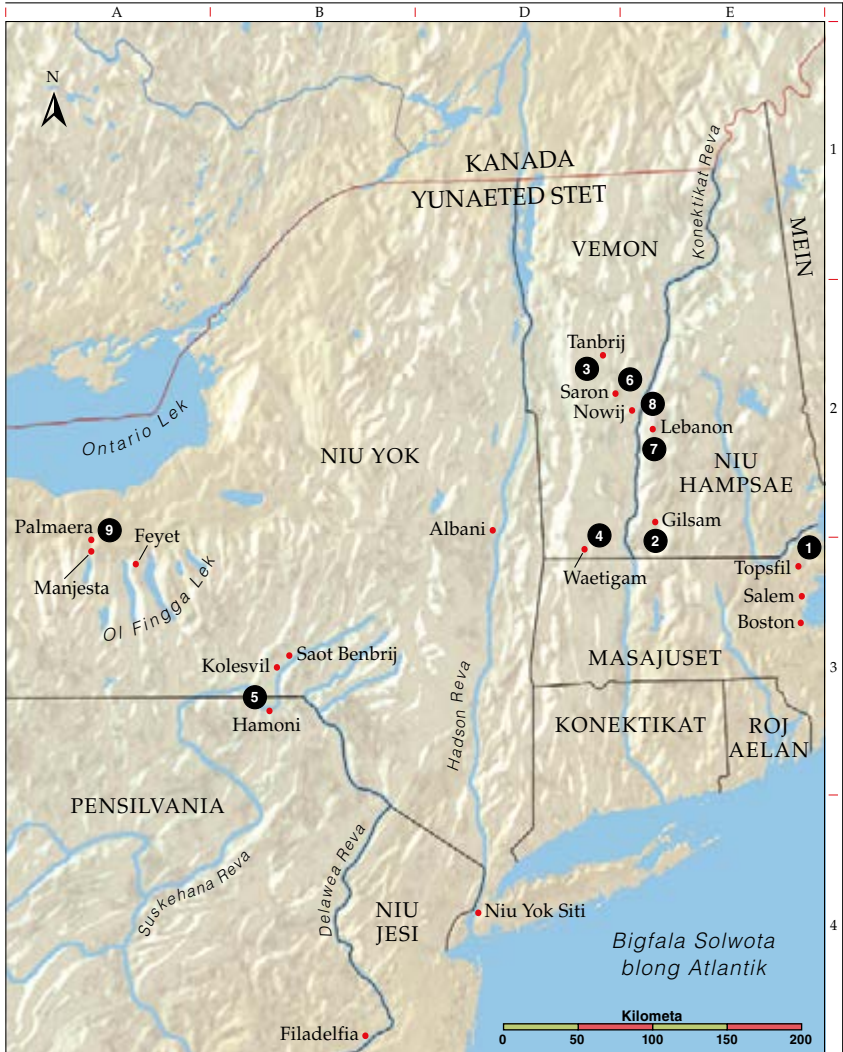 A B D E
N
1
KANADA
YUNAETED STET
Konektikat Reva
VEMON
MEIN
Tanbrij
3
6
Saron
8
Nowij
2
Lebanon
7
Ontario Lek
NIU YOK
NIU
HAMPSAE
Palmaera
9
Feyet
Albani
Gilsam
4
2
1
Manjesta
Waetigam
Topsfil
Ol Fingga Lek
Salem
Boston
Saot Benbrij
Kolesvil
MASAJUSET
3
5
Hamoni
Hadson Reva
KONEKTIKAT
ROJ
AELAN
PENSILVANIA
Suskehana Reva
Delawea Reva
NIU
JESI
Niu Yok Siti
4
Bigfala Solwota
blong Atlantik
Filadelfia
Kilometa
0 50 100 150 200